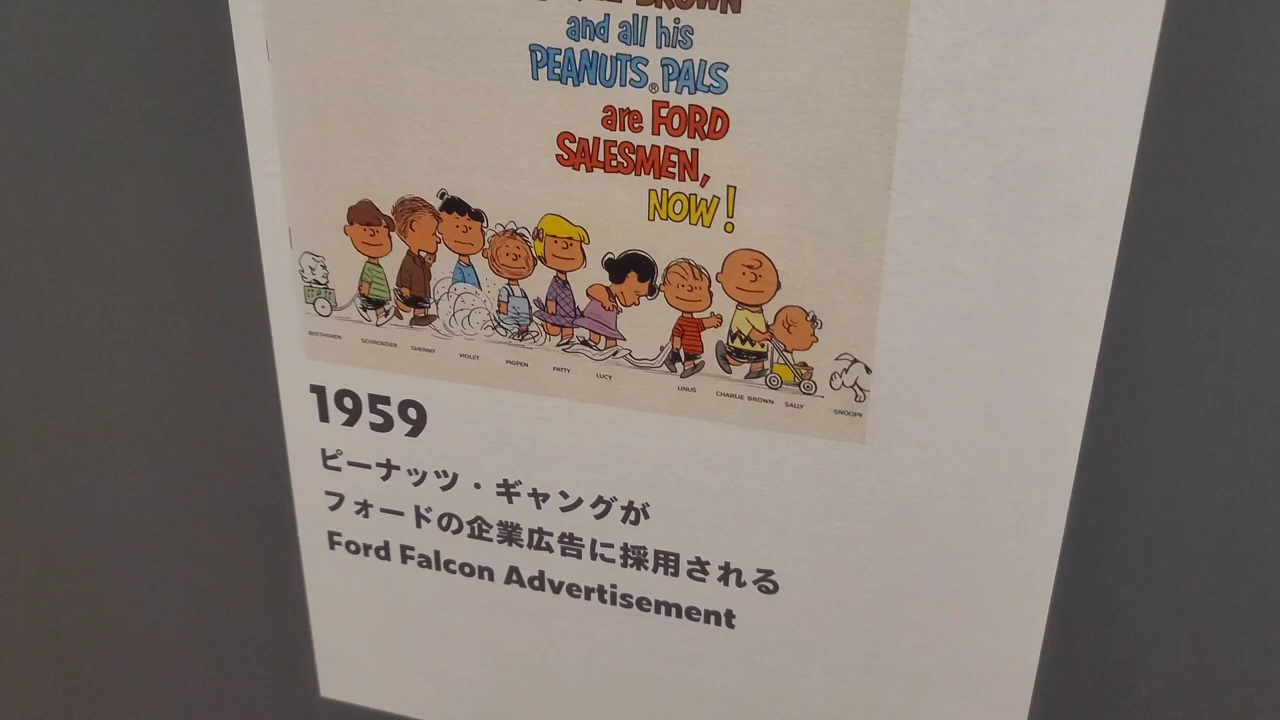 BROWN
and all his
PEANUTS® PALS
are FORD
SALESMEN,
NOW!
BEETHOVEN SCHROEDER SHERMY VIOLET PIGPEN PATTY LUCY LINUS CHARLIE BROWN SALLY SNOOPY
1959
ピーナッツ・ギャングが
フォードの企業広告に採用される
Ford Falcon Advertisement